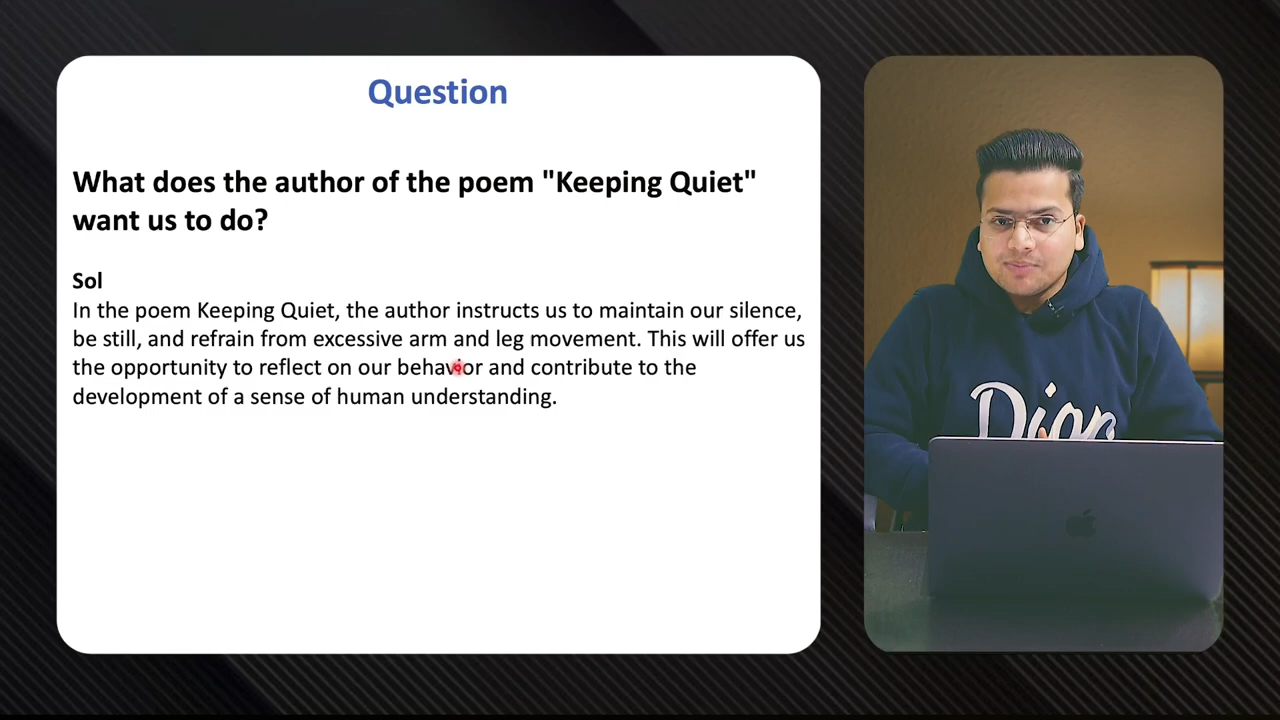 Question
What does the author of the poem "Keeping Quiet"
want us to do?
Sol
In the poem Keeping Quiet, the author instructs us to maintain our silence,
be still, and refrain from excessive arm and leg movement. This will offer us
the opportunity to reflect on our behavior and contribute to the
development of a sense of human understanding.
Dior